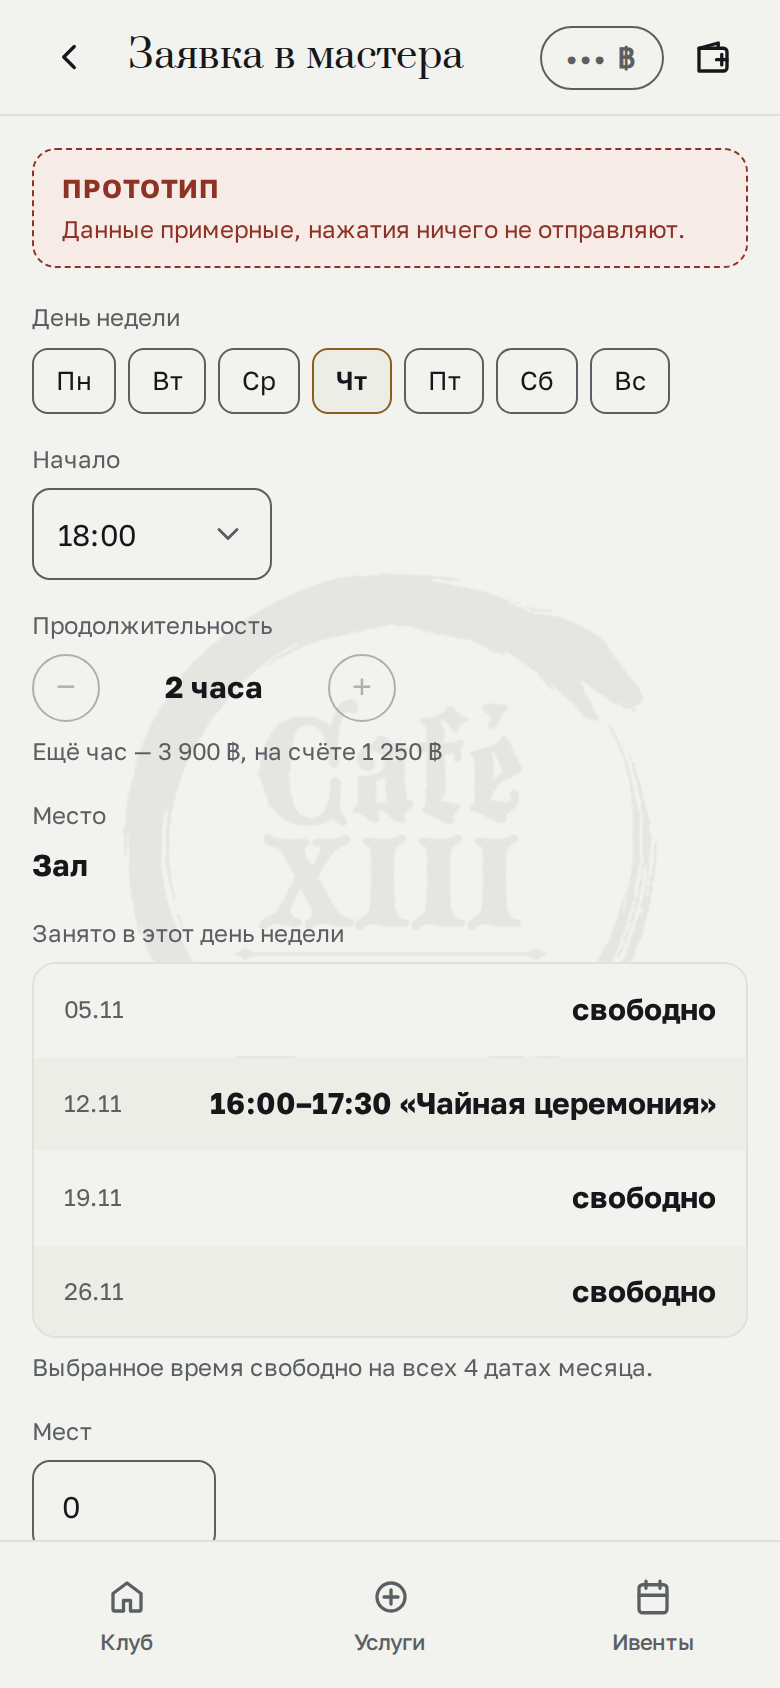 Заявка в мастера
••• ฿
ПРОТОТИП
Данные примерные, нажатия ничего не отправляют.
День недели
Пн Вт Ср Чт Пт Сб Вс
Начало
18:00
Продолжительность
− 2 часа +
Ещё час — 3 900 ฿, на счёте 1 250 ฿
Место
Зал
Café
XIII
Занято в этот день недели
05.11 свободно
12.11 16:00–17:30 «Чайная церемония»
19.11 свободно
26.11 свободно
Выбранное время свободно на всех 4 датах месяца.
Мест
0
Клуб Услуги Ивенты